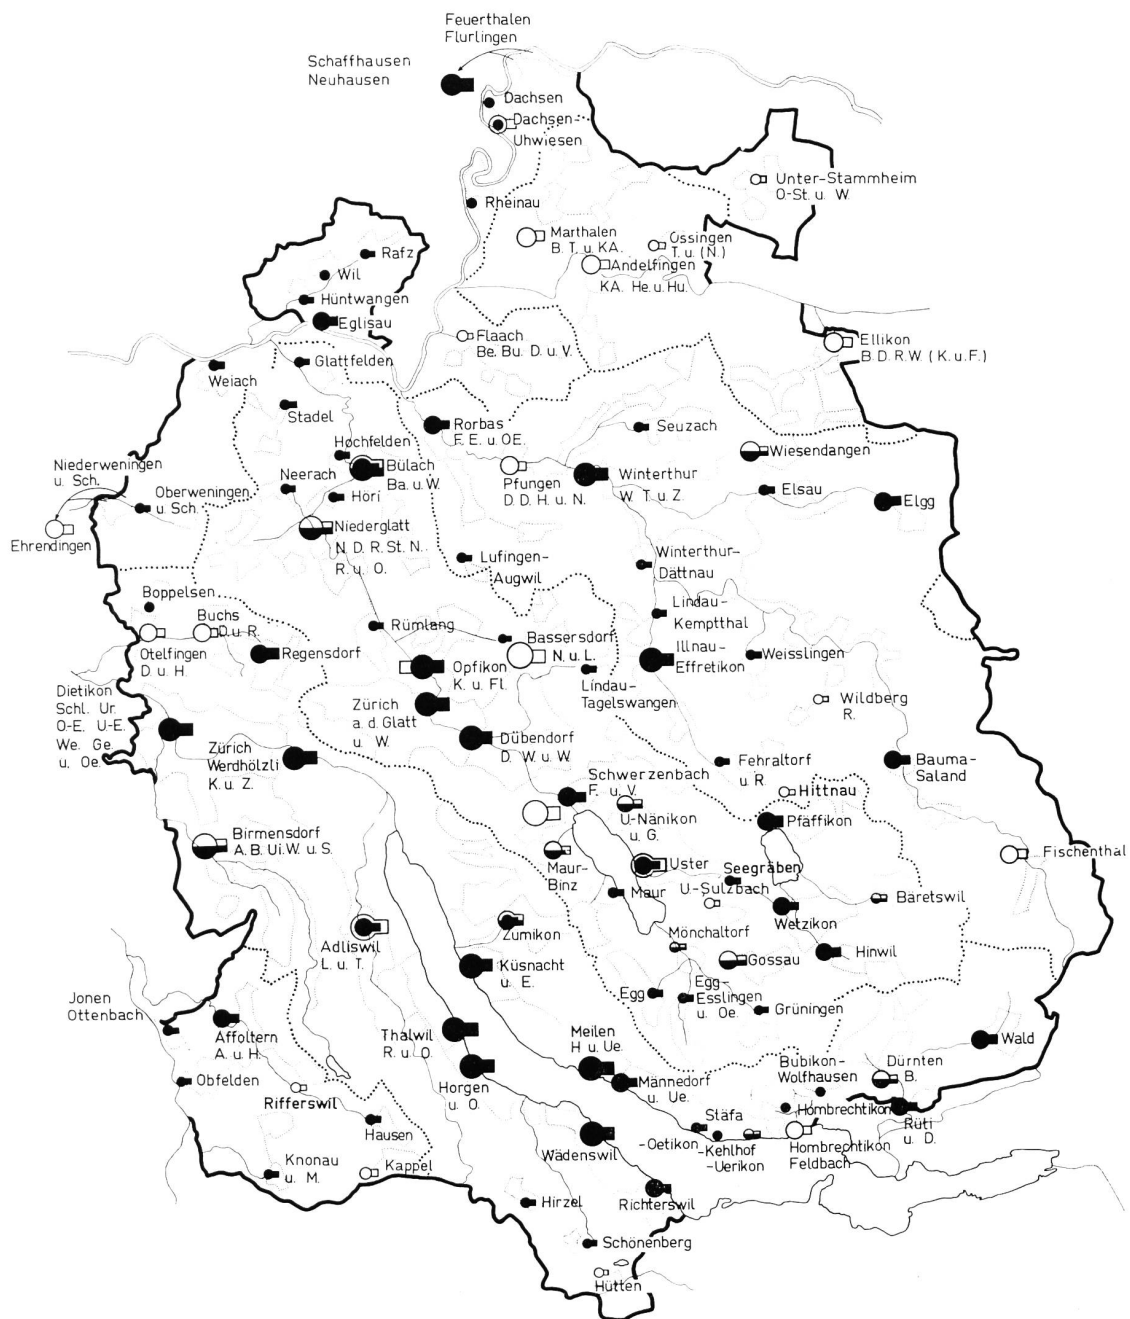 Feuerthalen
Flurlingen
Schaffhausen
Neuhausen
Dachsen
Dachsen-
Uhwiesen
Unter-Stammheim
O-St. u. W.
Rheinau
Marthalen
B. T. u. KA.
Ossingen
T. u. (N.)
Andelfingen
KA. He. u. Hu.
Rafz
Wil
Hüntwangen
Eglisau
Flaach
Be. Bu. D. u. V.
Ellikon
B. D. R. W. ( K. u. F.)
Glattfelden
Weiach
Stadel
Rorbas
F. E. u. OE.
Seuzach
Wiesendangen
Hochfelden
Bülach
Ba. u. W.
Niederweningen
u. Sch.
Neerach
Höri
Oberweningen
u. Sch.
Pfungen
D. D. H. u. N.
Winterthur
W. T. u. Z.
Elsau
Elgg
Ehrendingen
Niederglatt
N. D. R. St. N.
R. u. O.
Lufingen-
Augwil
Winterthur-
Dättnau
Boppelsen
Buchs
D. u. R.
Otelfingen
D. u. H.
Regensdorf
Rümlang
Bassersdorf
N. u. L.
Lindau-
Kemptthal
Opfikon
K. u. Fl.
Illnau-
Effretikon
Weisslingen
Lindau-
Tagelswangen
Wildberg
R.
Dietikon
Schl. Ur.
O-E. U-E.
We. Ge.
u. Oe.
Zürich
a. d. Glatt
u. W.
Zürich
Werdhölzli
K. u. Z.
Dübendorf
D. W. u. W.
Fehraltorf
u. R.
Bauma-
Saland
Schwerzenbach
F. u. V.
Hittnau
U-Nänikon
u. G.
Pfäffikon
Birmensdorf
A. B. Ui. W. u. S.
Maur-
Binz
Uster
Seegräben
Fischenthal
Maur
U-Sulzbach
Bäretswil
Wetzikon
Zumikon
Mönchaltorf
Adliswil
L. u. T.
Gossau
Hinwil
Küsnacht
u. E.
Egg
Egg-
Esslingen
u. Oe.
Grüningen
Jonen
Ottenbach
Affoltern
A. u. H.
Thalwil
R. u. O.
Meilen
H. u. Ue.
Wald
Bubikon-
Wolfhausen
Dürnten
B.
Obfelden
Rifferswil
Horgen
u. O.
Männedorf
u. Ue.
Hombrechtikon
Rüti
u. D.
Hausen
Stäfa
-Oetikon
-Kehlhof
-Uerikon
Hombrechtikon
Feldbach
Wädenswil
Knonau
u. M.
Kappel
Hirzel
Richterswil
Schönenberg
Hütten